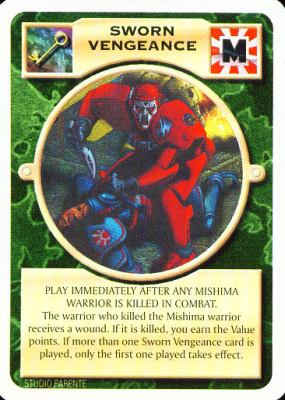 SWORN
VENGEANCE
M
PLAY IMMEDIATELY AFTER ANY MISHIMA
WARRIOR IS KILLED IN COMBAT.
The warrior who killed the Mishima warrior
receives a wound. If it is killed, you earn the Value
points. If more than one Sworn Vengeance card is
played, only the first one played takes effect.
STUDIO PARENTE